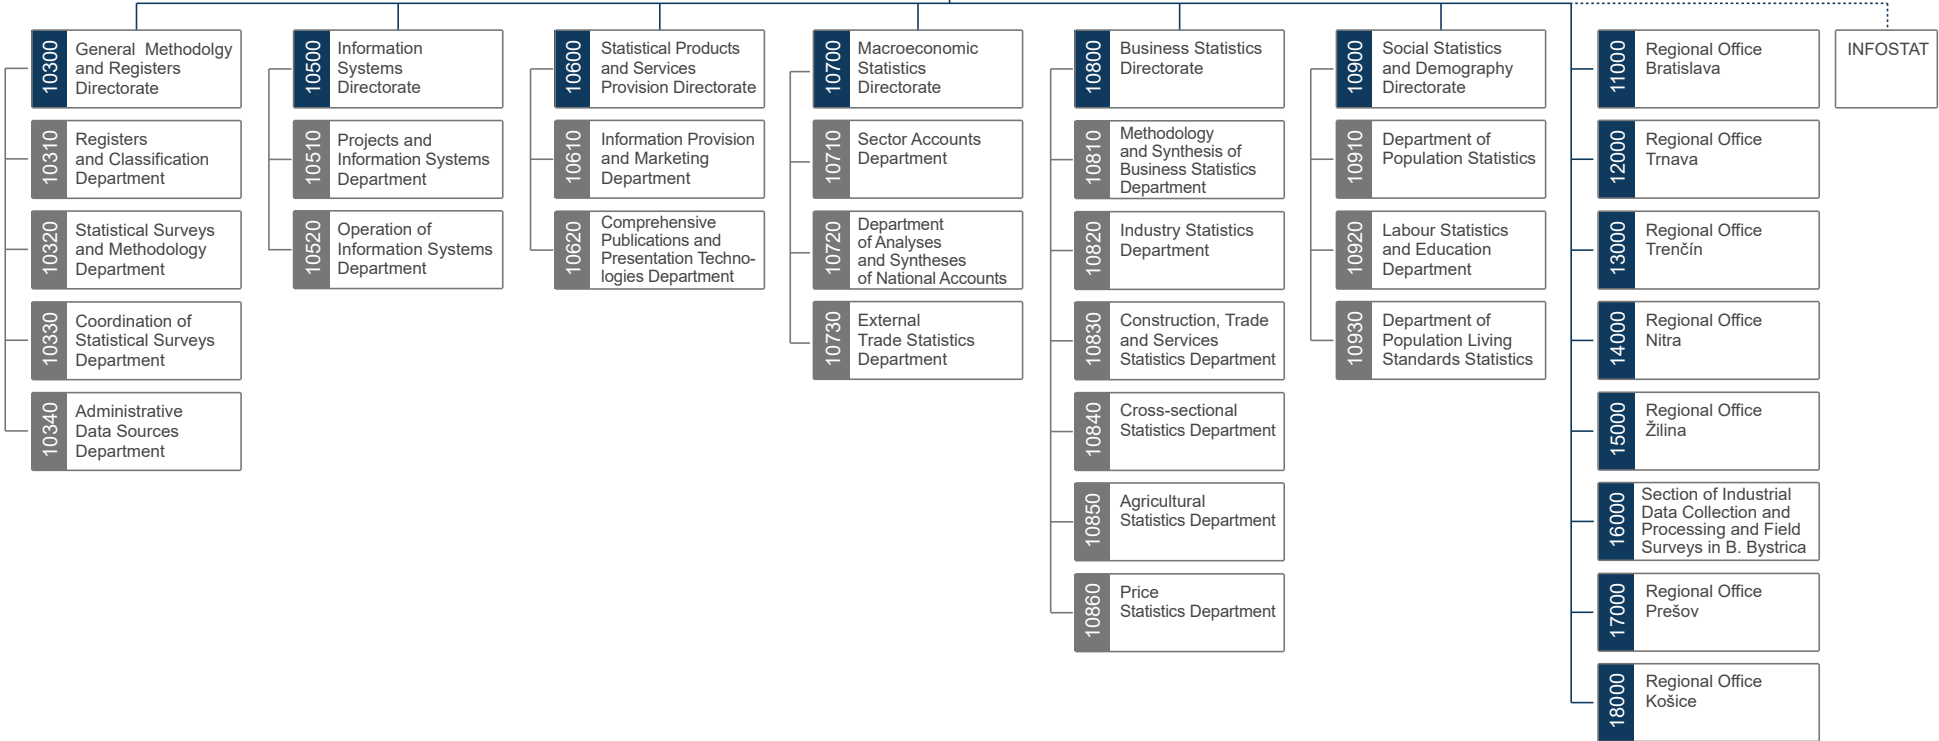 10300
General  Methodolgy
and Registers
Directorate
10310
Registers
and Classification
Department
10320
Statistical Surveys
and Methodology
Department
10330
Coordination of
Statistical Surveys
Department
10340
Administrative
Data Sources
Department
10500
Information
Systems
Directorate
10510
Projects and
Information Systems
Department
10520
Operation of
Information Systems
Department
10600
Statistical Products
and Services
Provision Directorate
10610
Information Provision
and Marketing
Department
10620
Comprehensive
Publications and
Presentation Techno-
logies Department
10700
Macroeconomic
Statistics
Directorate
10710
Sector Accounts
Department
10720
Department
of Analyses
and Syntheses
of National Accounts
10730
External
Trade Statistics
Department
10800
Business Statistics
Directorate
10810
Methodology
and Synthesis of
Business Statistics
Department
10820
Industry Statistics
Department
10830
Construction, Trade
and Services
Statistics Department
10840
Cross-sectional
Statistics Department
10850
Agricultural
Statistics Department
10860
Price
Statistics Department
10900
Social Statistics
and Demography
Directorate
10910
Department of
Population Statistics
10920
Labour Statistics
and Education
Department
10930
Department of
Population Living
Standards Statistics
11000
Regional Office
Bratislava
12000
Regional Office
Trnava
13000
Regional Office
Trenčín
14000
Regional Office
Nitra
15000
Regional Office
Žilina
16000
Section of Industrial
Data Collection and
Processing and Field
Surveys in B. Bystrica
17000
Regional Office
Prešov
18000
Regional Office
Košice
INFOSTAT